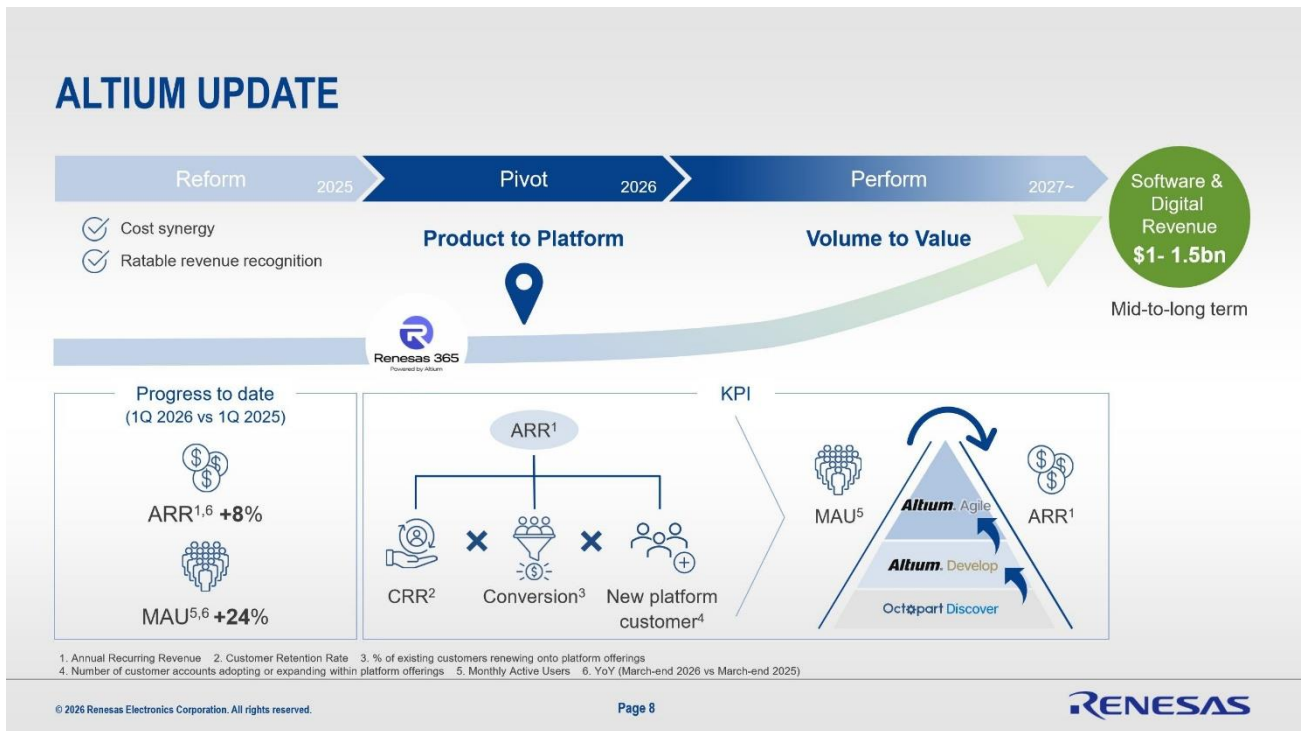 ALTIUM UPDATE
Reform 2025
Pivot 2026
Perform 2027~
Software &
Digital
Revenue
$1- 1.5bn
Mid-to-long term
Cost synergy
Ratable revenue recognition
Product to Platform
Volume to Value
Renesas 365
Powered by Altium
Progress to date
(1Q 2026 vs 1Q 2025)
ARR1,6 +8%
MAU5,6 +24%
KPI
ARR1
CRR2
Conversion3
New platform
customer4
MAU5
Altium. Agile
Altium. Develop
Octopart Discover
ARR1
1. Annual Recurring Revenue 2. Customer Retention Rate 3. % of existing customers renewing onto platform offerings
4. Number of customer accounts adopting or expanding within platform offerings 5. Monthly Active Users 6. YoY (March-end 2026 vs March-end 2025)
© 2026 Renesas Electronics Corporation. All rights reserved.
Page 8
RENESAS